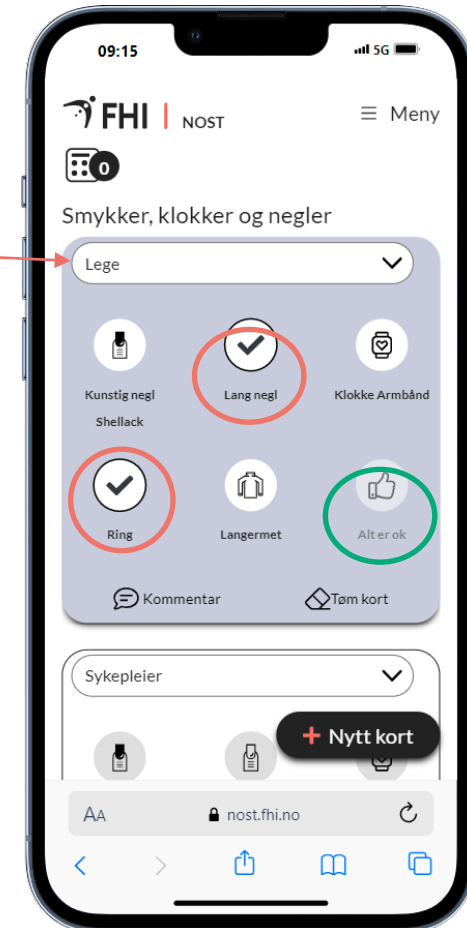 09:15 5G
FHI | NOST Meny
0
Smykker, klokker og negler
Lege
Kunstig negl Lang negl Klokke Armbånd
Shellack
Ring Langermet Alt er ok
Kommentar Tøm kort
Sykepleier
+ Nytt kort
AA nost.fhi.no